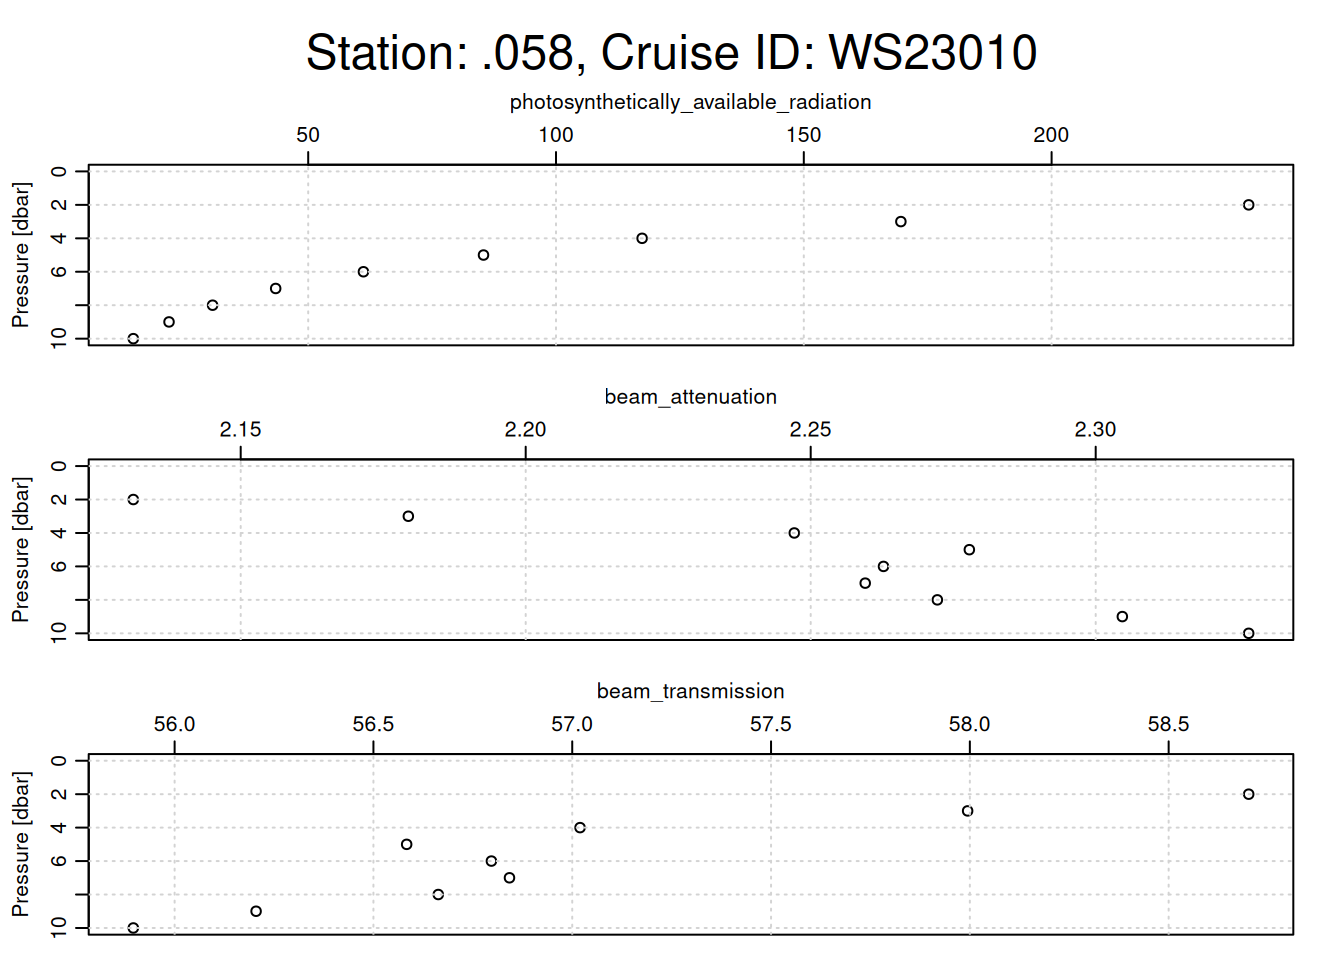 Station: .058, Cruise ID: WS23010
photosynthetically_available_radiation
50 100 150 200
Pressure [dbar]
0
2
4
6
10
beam_attenuation
2.15 2.20 2.25 2.30
Pressure [dbar]
0
2
4
6
10
beam_transmission
56.0 56.5 57.0 57.5 58.0 58.5
Pressure [dbar]
0
2
4
6
10